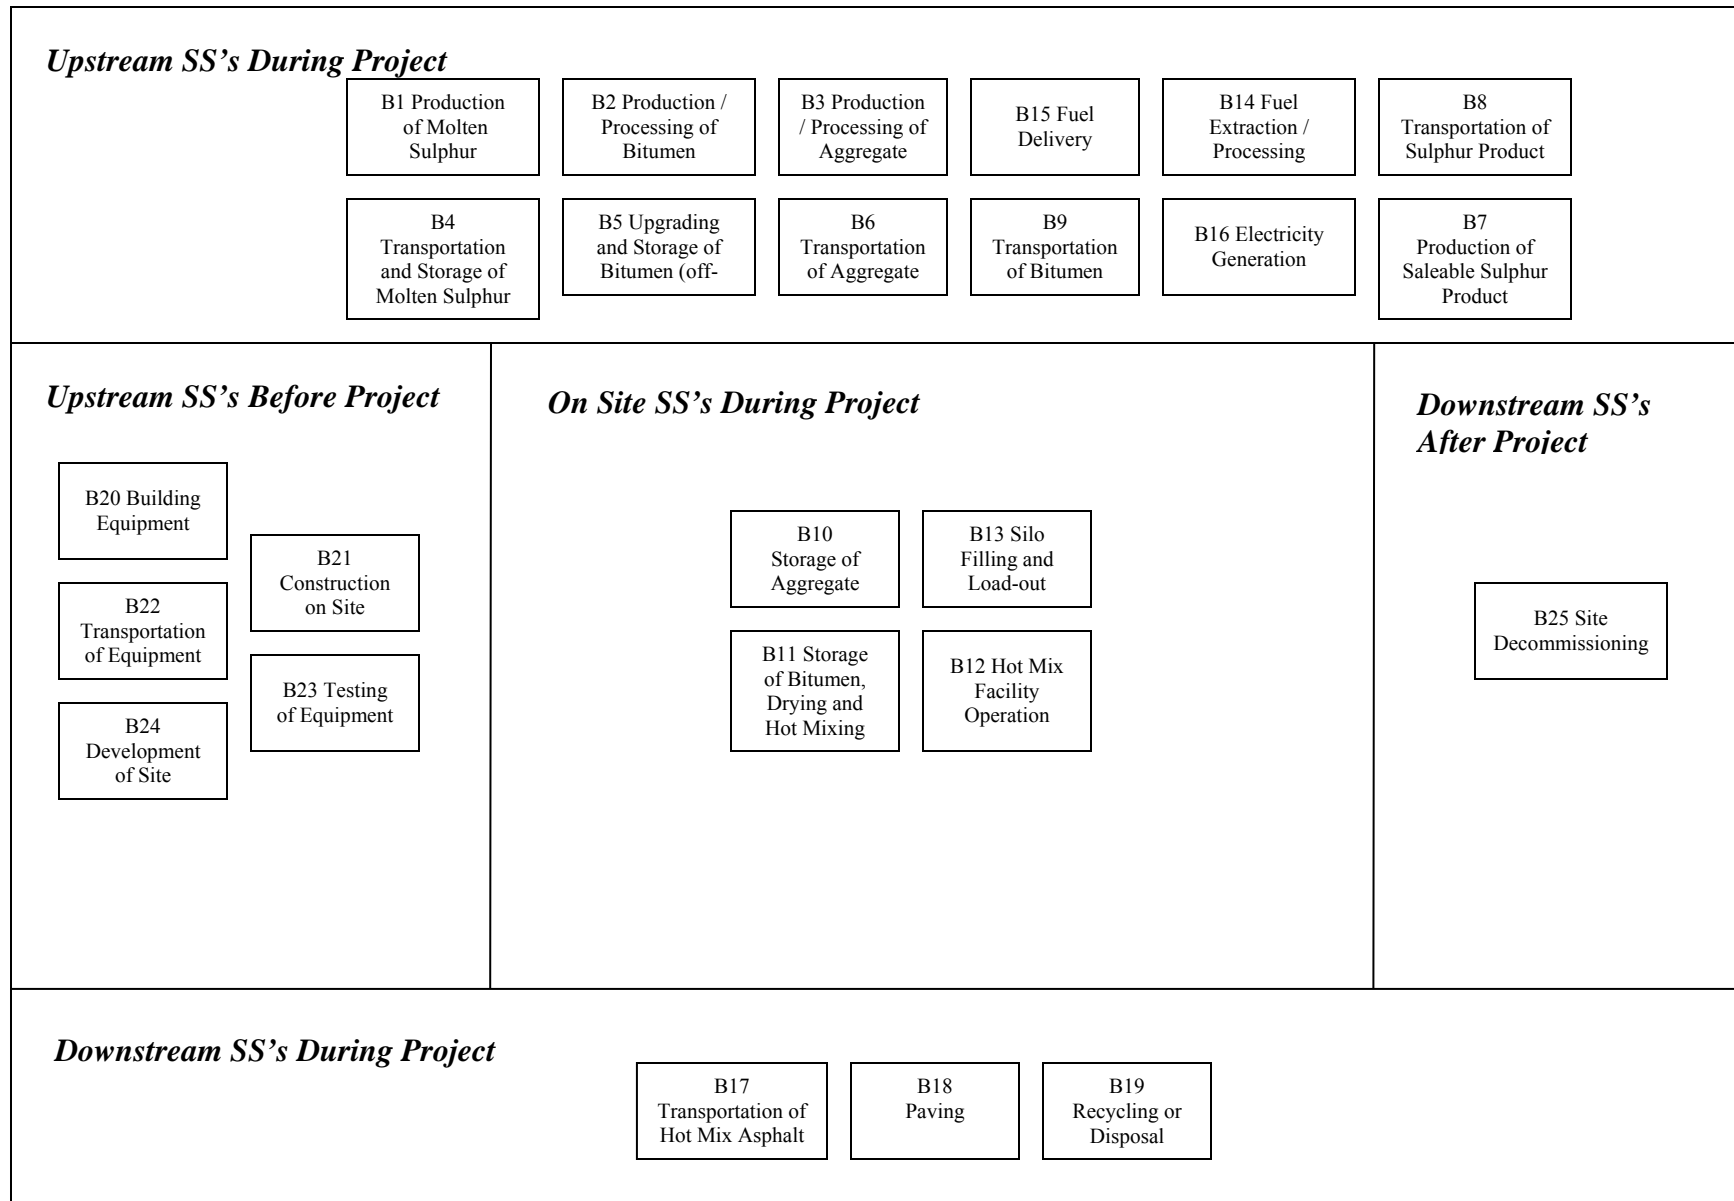 Upstream SS’s During Project
B1 Production
of Molten
Sulphur
B2 Production /
Processing of
Bitumen
B3 Production
/ Processing of
Aggregate
B15 Fuel
Delivery
B14 Fuel
Extraction /
Processing
B8
Transportation of
Sulphur Product
B4
Transportation
and Storage of
Molten Sulphur
B5 Upgrading
and Storage of
Bitumen (off-
B6
Transportation
of Aggregate
B9
Transportation
of Bitumen
B16 Electricity
Generation
B7
Production of
Saleable Sulphur
Product
Upstream SS’s Before Project
B20 Building
Equipment
B21
Construction
on Site
B22
Transportation
of Equipment
B23 Testing
of Equipment
B24
Development
of Site
On Site SS’s During Project
B10
Storage of
Aggregate
B13 Silo
Filling and
Load-out
B11 Storage
of Bitumen,
Drying and
Hot Mixing
B12 Hot Mix
Facility
Operation
Downstream SS’s
After Project
B25 Site
Decommissioning
Downstream SS’s During Project
B17
Transportation of
Hot Mix Asphalt
B18
Paving
B19
Recycling or
Disposal